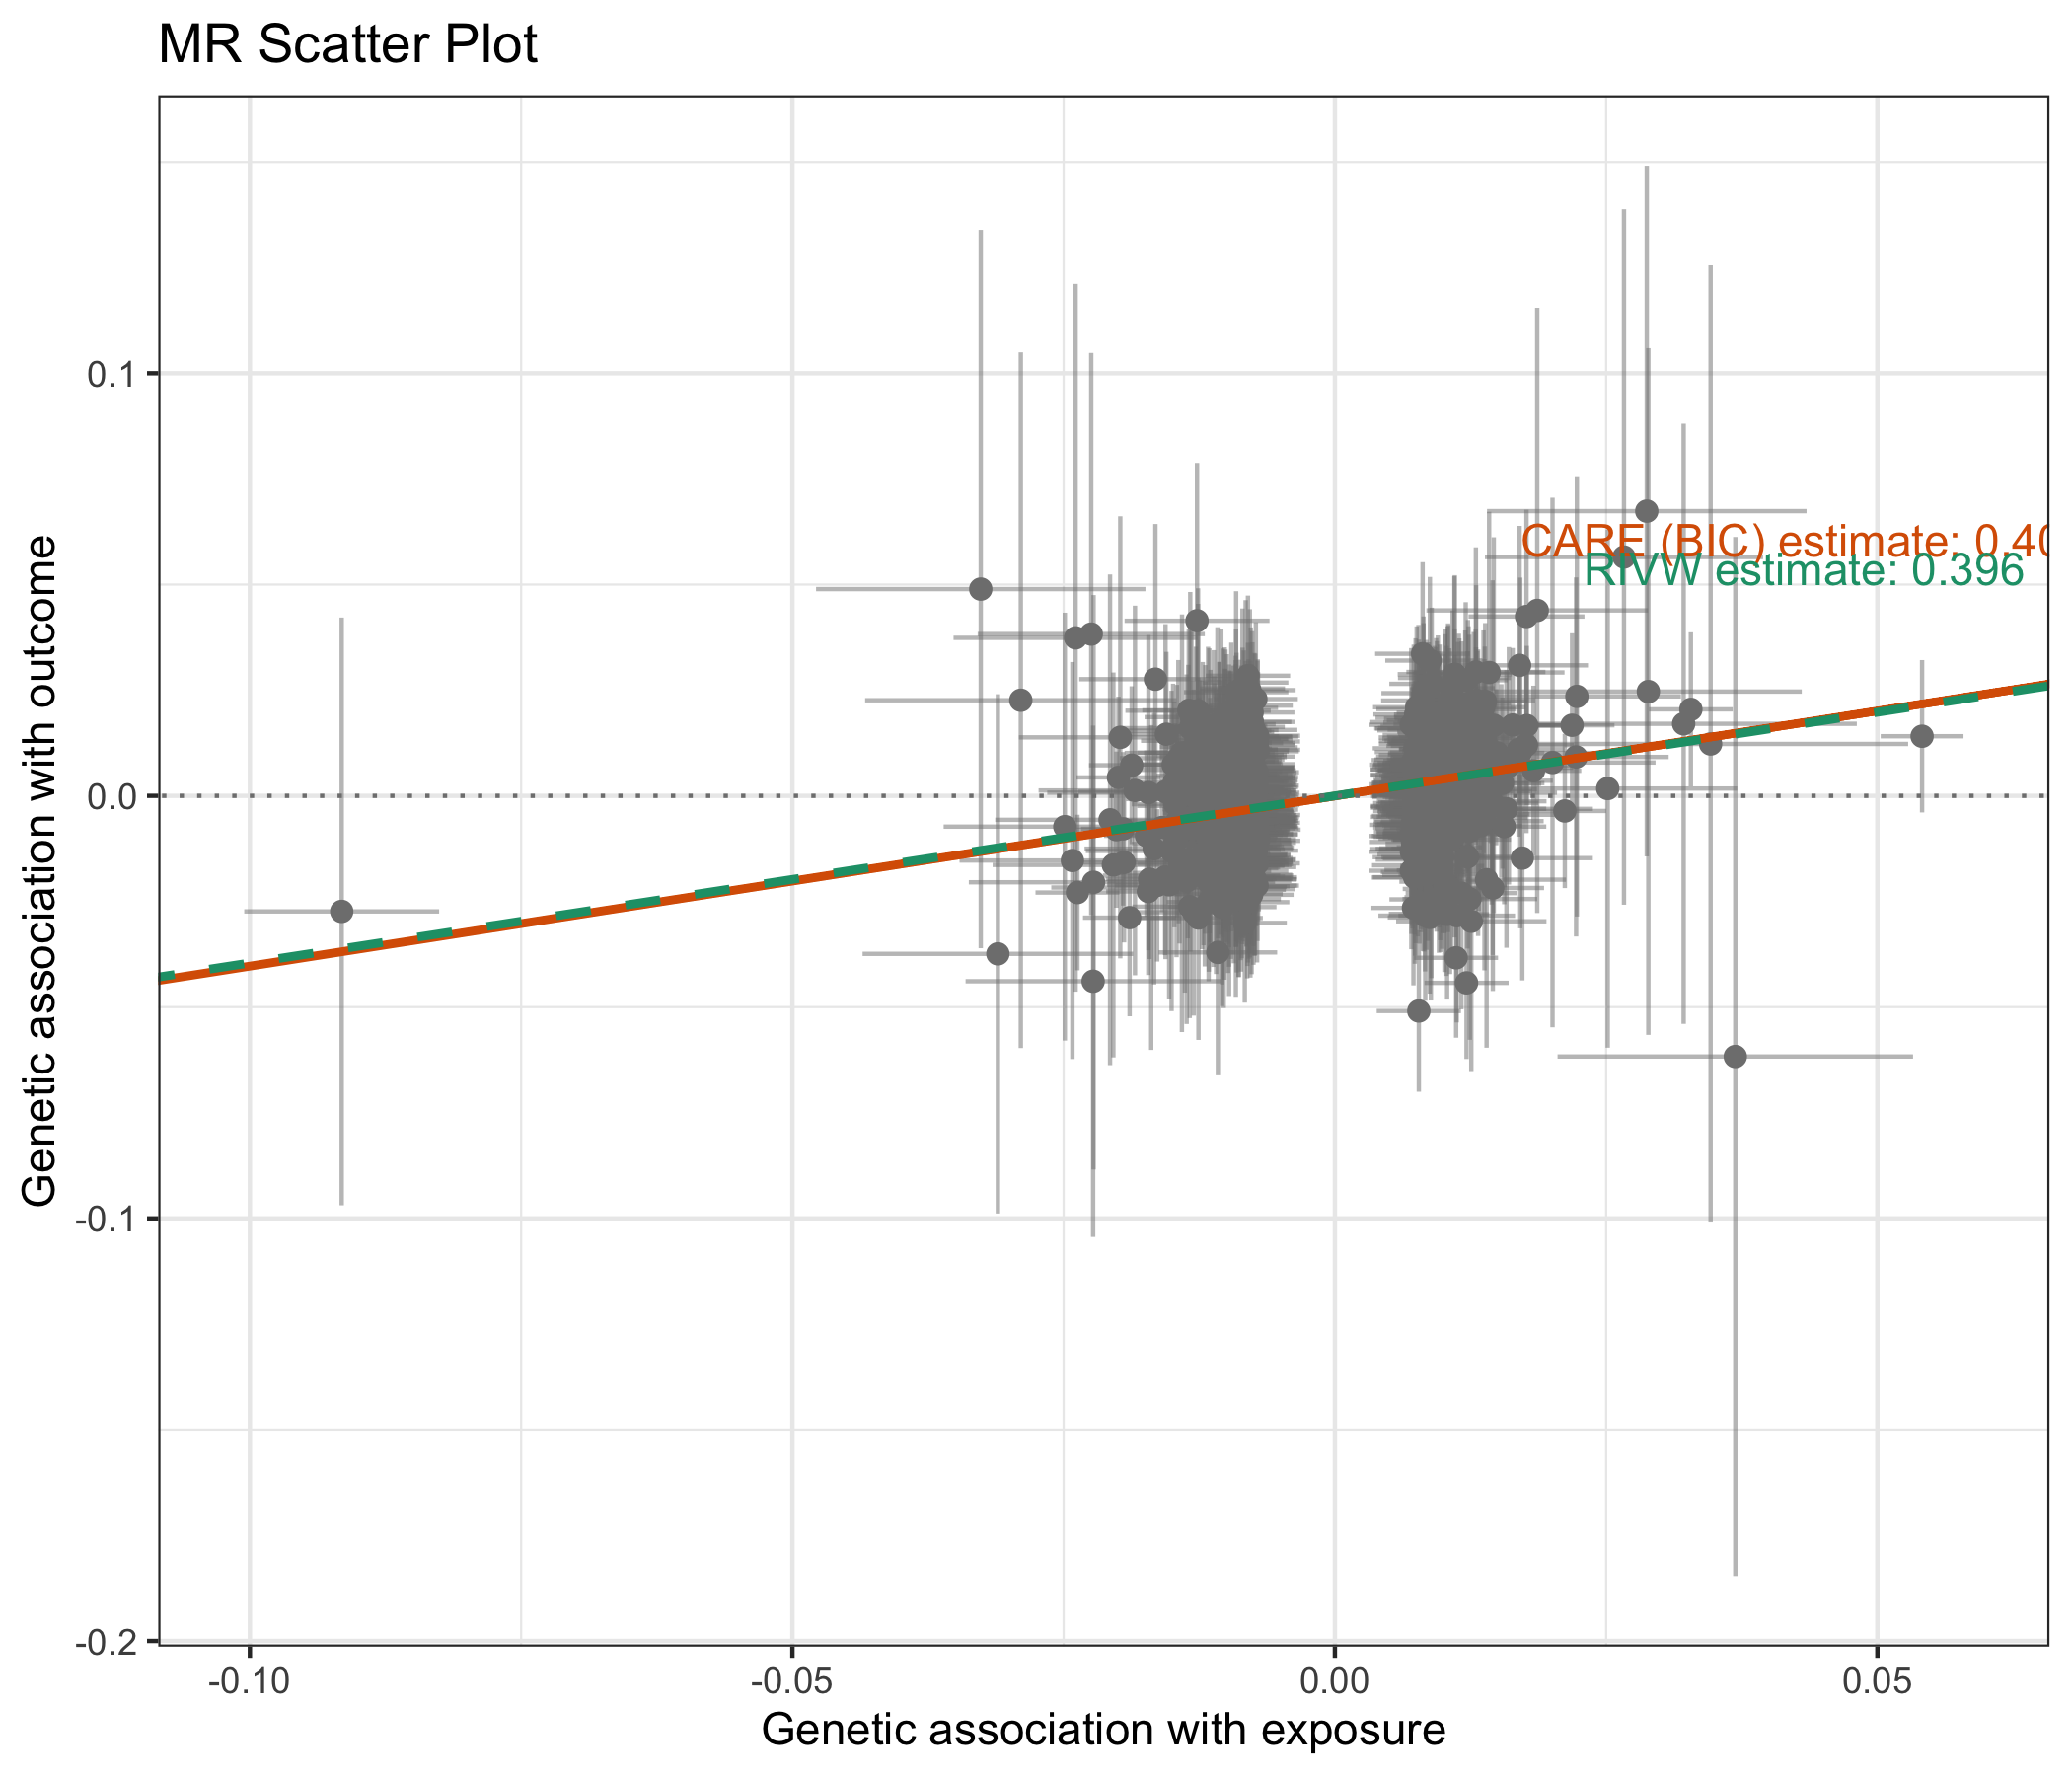 MR Scatter Plot
Genetic association with outcome
0.1
0.0
-0.1
-0.2
CARE (BIC) estimate: 0.40
RIVW estimate: 0.396
-0.10
-0.05
0.00
0.05
Genetic association with exposure